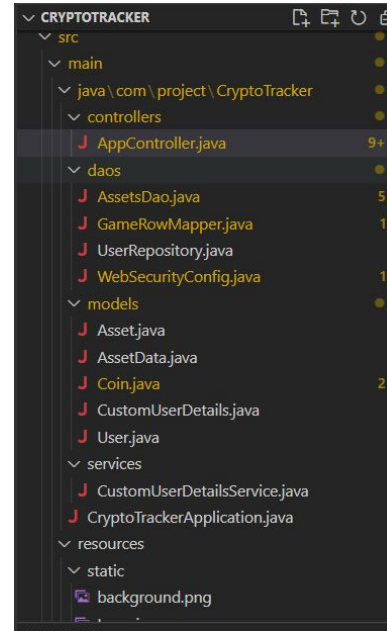 CRYPTOTRACKER
src
main
java\com\project\CryptoTracker
controllers
J AppController.java 9+
daos
J AssetsDao.java 5
J GameRowMapper.java 1
J UserRepository.java
J WebSecurityConfig.java 1
models
J Asset.java
J AssetData.java
J Coin.java 2
J CustomUserDetails.java
J User.java
services
J CustomUserDetailsService.java
J CryptoTrackerApplication.java
resources
static
background.png